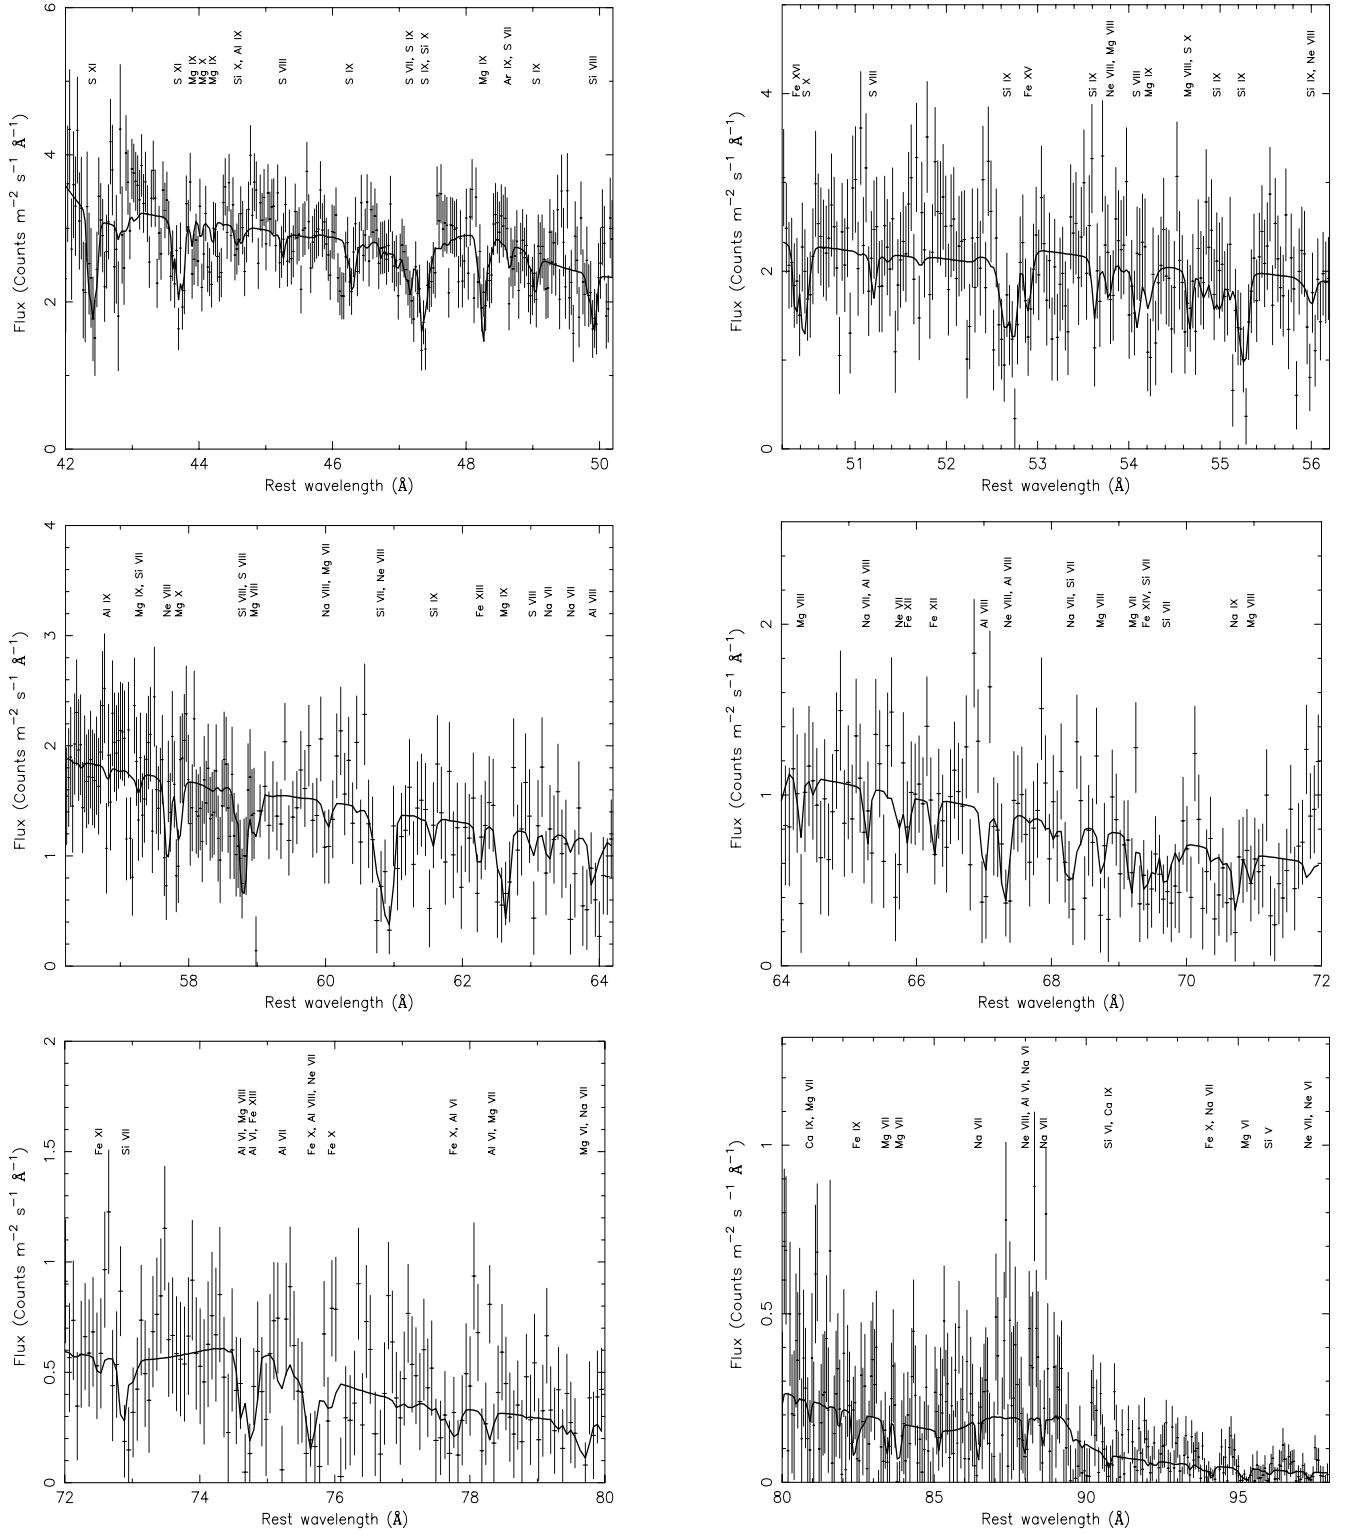 6
4
2
0
Flux (Counts m⁻² s⁻¹ Å⁻¹)
S XI
S XI
Mg IX
Mg X
Mg IX
Si X, Al IX
S VIII
S IX
S VII, S IX
S IX, Si X
Mg IX
Ar IX, S VII
S IX
Si VIII
42 44 46 48 50
Rest wavelength (Å)
4
2
0
Flux (Counts m⁻² s⁻¹ Å⁻¹)
Fe XVI
S X
S VIII
Si IX
Fe XV
Si IX
Ne VIII, Mg VIII
S VIII
Mg IX
Mg VIII, S X
Si IX
Si IX
Si IX, Ne VIII
51 52 53 54 55 56
Rest wavelength (Å)
4
3
2
1
0
Flux (Counts m⁻² s⁻¹ Å⁻¹)
Al IX
Mg IX, Si VII
Ne VIII
Mg X
Si VIII, S VIII
Mg VIII
Na VIII, Mg VII
Si VII, Ne VIII
Si IX
Fe XIII
Mg IX
S VIII
Na VII
Na VII
Al VIII
58 60 62 64
Rest wavelength (Å)
2
1
0
Flux (Counts m⁻² s⁻¹ Å⁻¹)
Mg VIII
Na VII, Al VIII
Ne VII
Fe XII
Fe XII
Al VIII
Ne VIII, Al VIII
Na VII, Si VII
Mg VIII
Mg VII
Fe XIV, Si VII
Si VII
Na IX
Mg VIII
64 66 68 70 72
Rest wavelength (Å)
2
1.5
1
0.5
0
Flux (Counts m⁻² s⁻¹ Å⁻¹)
Fe XI
Si VII
Al VI, Mg VIII
Al VI, Fe XIII
Al VII
Fe X, Al VIII, Ne VII
Fe X
Fe X, Al VI
Al VI, Mg VII
Mg VI, Na VII
72 74 76 78 80
Rest wavelength (Å)
1
0.5
0
Flux (Counts m⁻² s⁻¹ Å⁻¹)
Ca IX, Mg VII
Fe IX
Mg VII
Mg VII
Na VII
Ne VIII, Al VI, Na VI
Na VII
Si VI, Ca IX
Fe X, Na VII
Mg VI
Si V
Ne VII, Ne VI
80 85 90 95
Rest wavelength (Å)